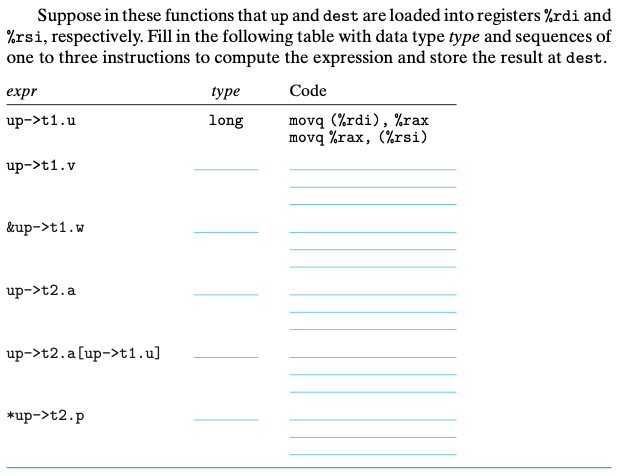 Suppose in these functions that up and dest are loaded into registers %rdi and
%rsi, respectively. Fill in the following table with data type type and sequences of
one to three instructions to compute the expression and store the result at dest.
expr type Code
up->t1.u long movq (%rdi), %rax
movq %rax, (%rsi)
up->t1.v
&up->t1.w
up->t2.a
up->t2.a[up->t1.u]
*up->t2.p